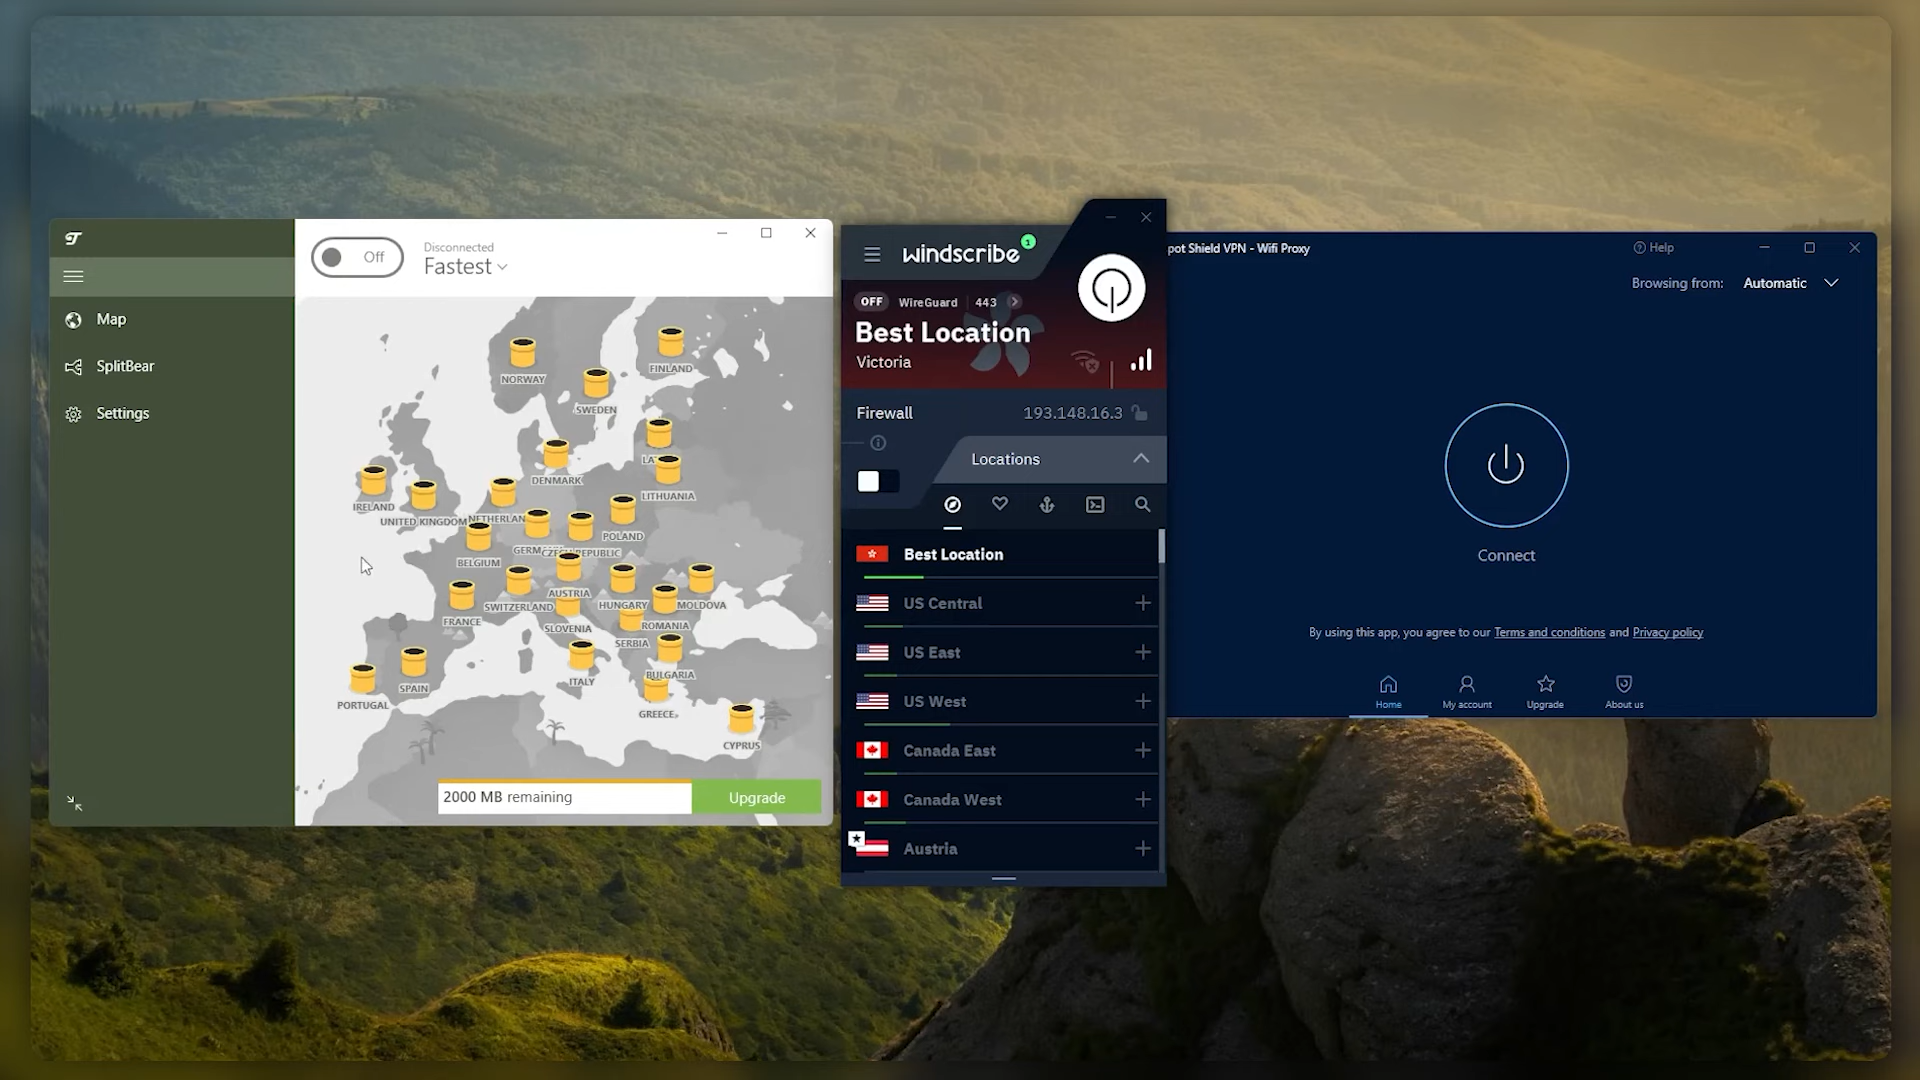 Off
Disconnected
Fastest
Map
SplitBear
Settings
NORWAY
FINLAND
SWEDEN
DENMARK
LITHUANIA
IRELAND
UNITED KINGDOM
POLAND
BELGIUM
AUSTRIA
SWITZERLAND
HUNGARY
MOLDOVA
FRANCE
SLOVENIA
ROMANIA
SERBIA
BULGARIA
ITALY
SPAIN
PORTUGAL
GREECE
CYPRUS
2000 MB remaining
Upgrade
windscribe
1
OFF WireGuard 443
Best Location
Victoria
Firewall 193.148.16.3
Locations
Best Location
US Central
US East
US West
Canada East
Canada West
Austria
pot Shield VPN - Wifi Proxy
Help
Browsing from: Automatic
Connect
By using this app, you agree to our Terms and conditions and Privacy policy
Home My account Upgrade About us